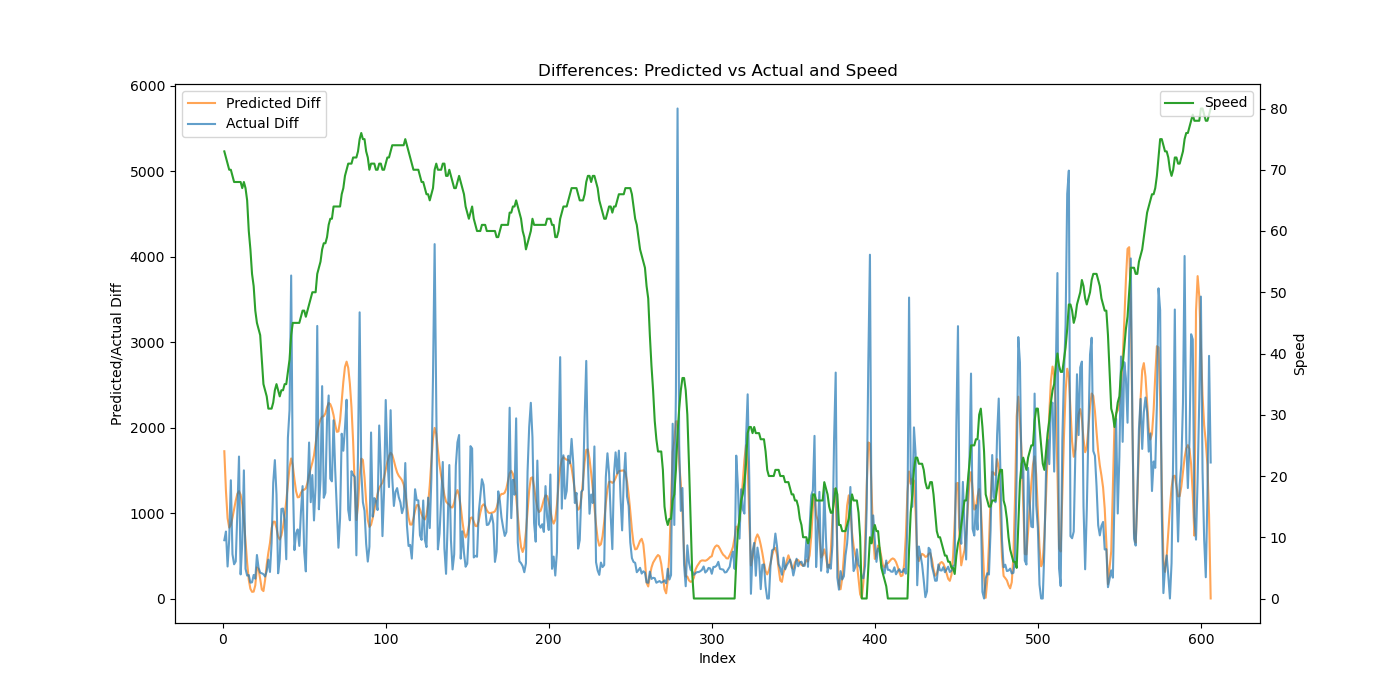 Differences: Predicted vs Actual and Speed
Predicted Diff
Actual Diff
Speed
6000
5000
4000
3000
2000
1000
0
Predicted/Actual Diff
80
70
60
50
40
30
20
10
0
Speed
0 100 200 300 400 500 600
Index